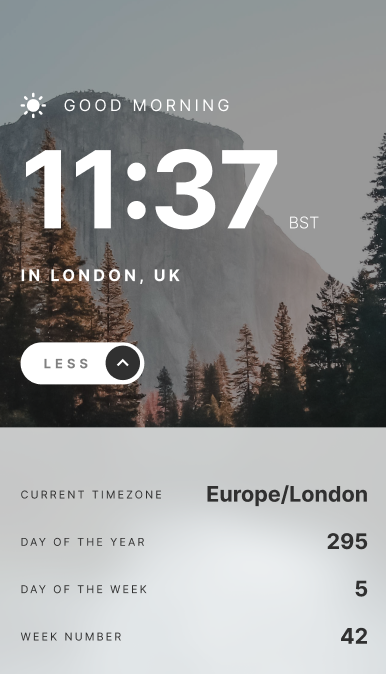 GOOD MORNING
11:37 BST
IN LONDON, UK
LESS
CURRENT TIMEZONE Europe/London
DAY OF THE YEAR 295
DAY OF THE WEEK 5
WEEK NUMBER 42